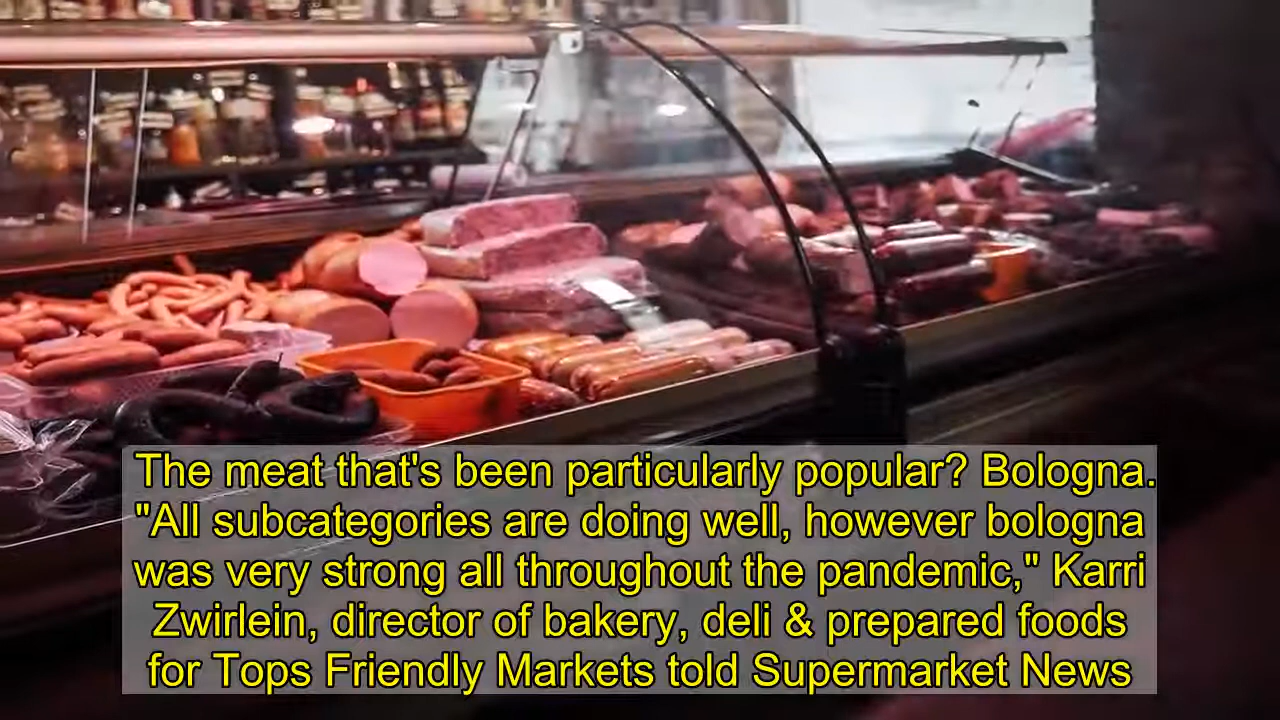 The meat that's been particularly popular? Bologna.
"All subcategories are doing well, however bologna
was very strong all throughout the pandemic," Karri
Zwirlein, director of bakery, deli & prepared foods
for Tops Friendly Markets told Supermarket News